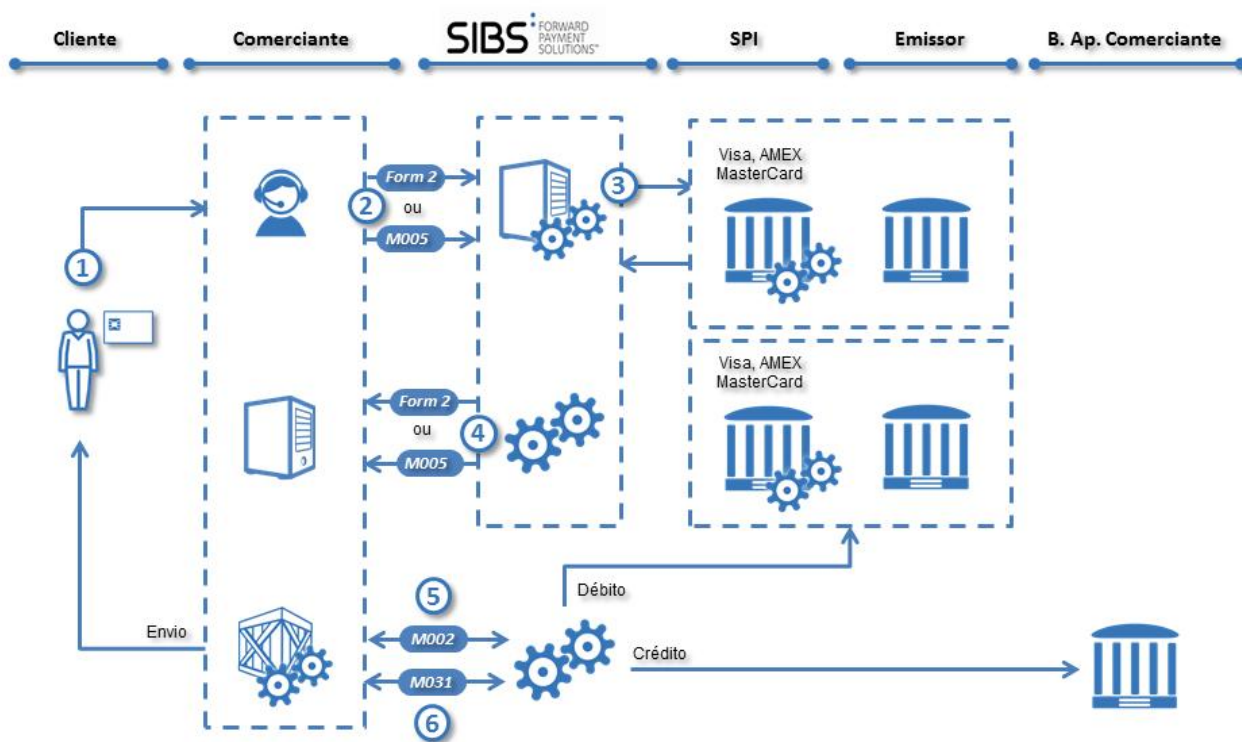 Cliente
Comerciante
SIBS FORWARD
PAYMENT
SOLUTIONS™
SPI
Emissor
B. Ap. Comerciante
Visa, AMEX
MasterCard
Form 2
3
2
ou
M005
1
Visa, AMEX
MasterCard
Form 2
ou
4
M005
5
Débito
Envio
M002
Crédito
M031
6